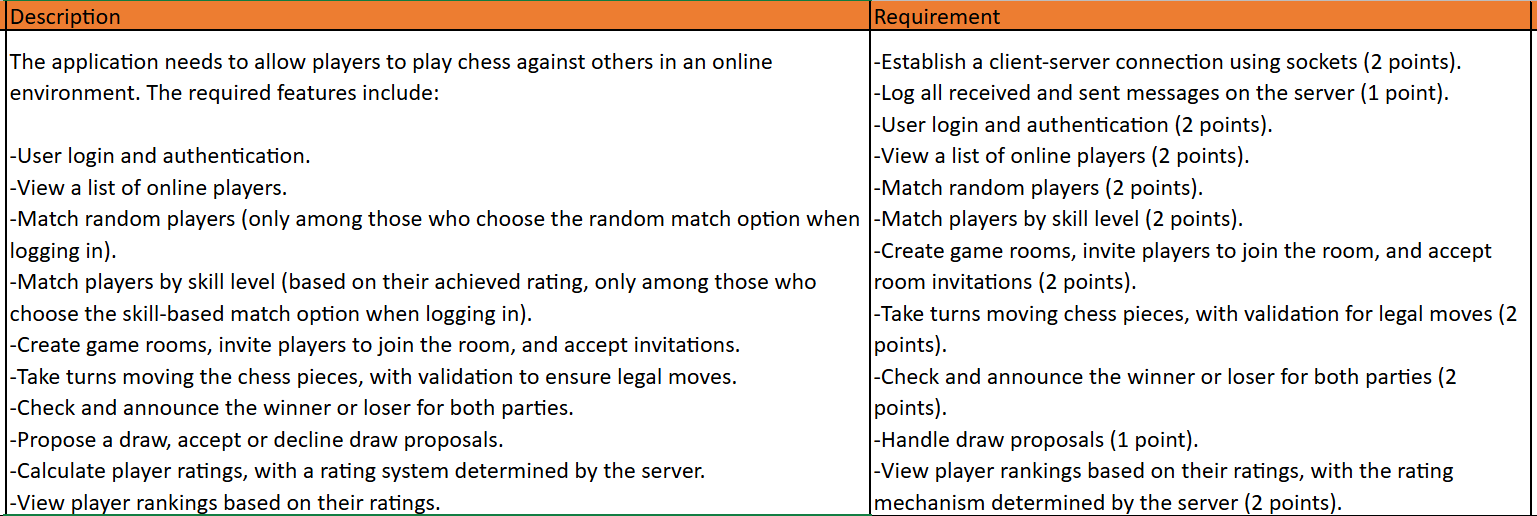 Description
The application needs to allow players to play chess against others in an online
environment. The required features include:
-User login and authentication.
-View a list of online players.
-Match random players (only among those who choose the random match option when
logging in).
-Match players by skill level (based on their achieved rating, only among those who
choose the skill-based match option when logging in).
-Create game rooms, invite players to join the room, and accept invitations.
-Take turns moving the chess pieces, with validation to ensure legal moves.
-Check and announce the winner or loser for both parties.
-Propose a draw, accept or decline draw proposals.
-Calculate player ratings, with a rating system determined by the server.
-View player rankings based on their ratings.
Requirement
-Establish a client-server connection using sockets (2 points).
-Log all received and sent messages on the server (1 point).
-User login and authentication (2 points).
-View a list of online players (2 points).
-Match random players (2 points).
-Match players by skill level (2 points).
-Create game rooms, invite players to join the room, and accept
room invitations (2 points).
-Take turns moving chess pieces, with validation for legal moves (2
points).
-Check and announce the winner or loser for both parties (2
points).
-Handle draw proposals (1 point).
-View player rankings based on their ratings, with the rating
mechanism determined by the server (2 points).